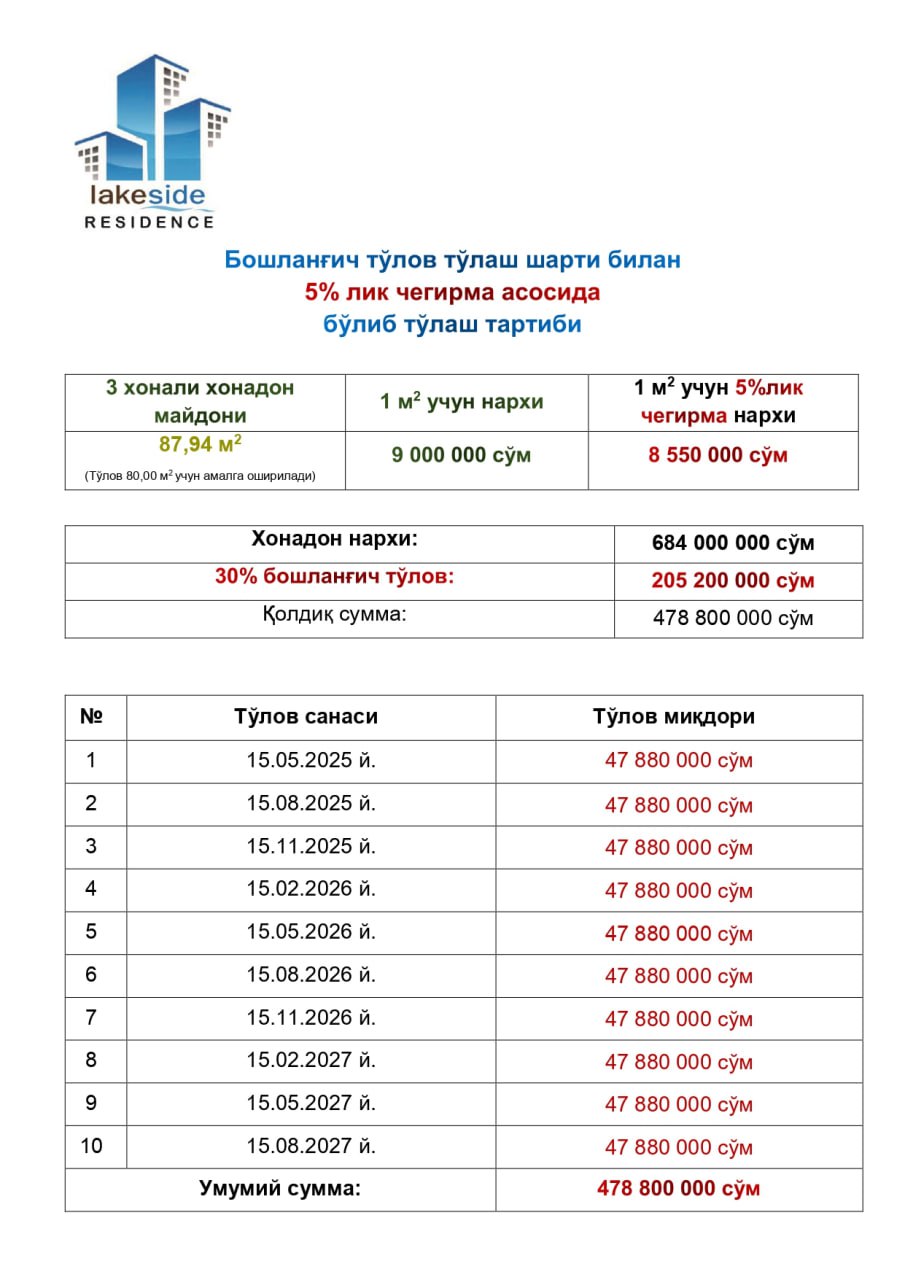 lakeside
RESIDENCE
Бошланғич тўлов тўлаш шарти билан
5% лик чегирма асосида
бўлиб тўлаш тартиби
3 хонали хонадон
майдони
1 м² учун нархи
1 м² учун 5%лик
чегирма нархи
87,94 м²
(Тўлов 80,00 м² учун амалга оширилади)
9 000 000 сўм
8 550 000 сўм
Хонадон нархи: 684 000 000 сўм
30% бошланғич тўлов: 205 200 000 сўм
Қолдиқ сумма: 478 800 000 сўм
№ Тўлов санаси Тўлов миқдори
1 15.05.2025 й. 47 880 000 сўм
2 15.08.2025 й. 47 880 000 сўм
3 15.11.2025 й. 47 880 000 сўм
4 15.02.2026 й. 47 880 000 сўм
5 15.05.2026 й. 47 880 000 сўм
6 15.08.2026 й. 47 880 000 сўм
7 15.11.2026 й. 47 880 000 сўм
8 15.02.2027 й. 47 880 000 сўм
9 15.05.2027 й. 47 880 000 сўм
10 15.08.2027 й. 47 880 000 сўм
Умумий сумма: 478 800 000 сўм